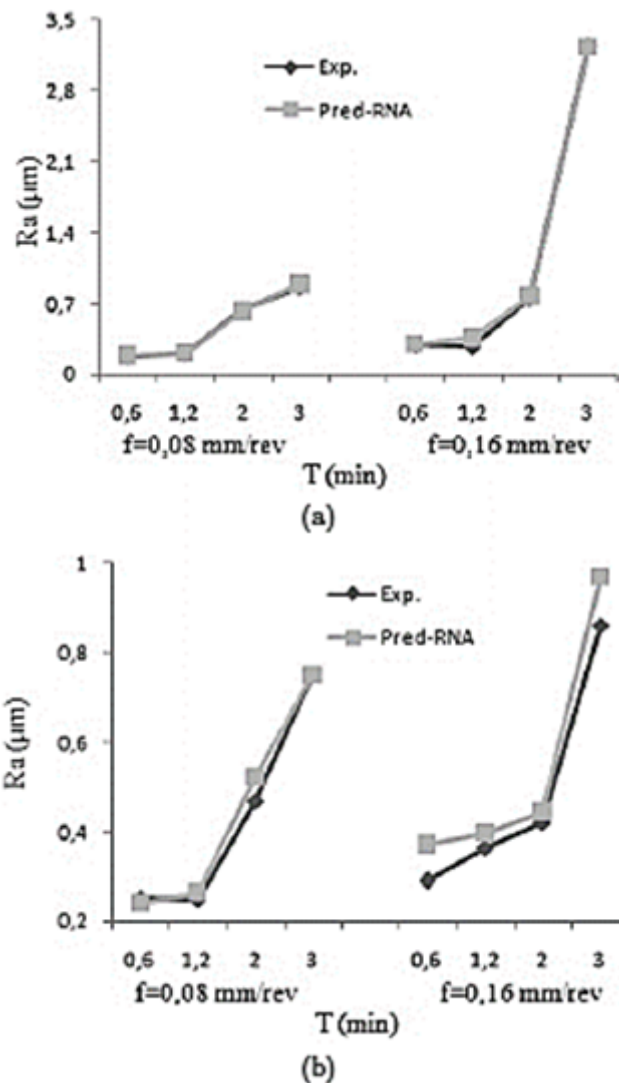 3,5
2,8
2,1
1,4
0,7
0
Ra (μm)
Exp.
Pred-RNA
0,6 1,2 2 3 0,6 1,2 2 3
f=0,08 mm/rev f=0,16 mm/rev
T (min)
(a)
1
0,8
0,6
0,4
0,2
Ra (μm)
Exp.
Pred-RNA
0,6 1,2 2 3 0,6 1,2 2 3
f=0,08 mm/rev f=0,16 mm/rev
T (min)
(b)